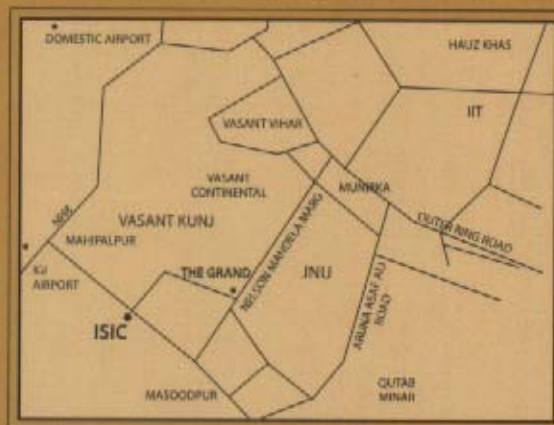 DOMESTIC AIRPORT
HAUZ KHAS
IIT
VASANT VIHAR
VASANT
CONTINENTAL
MUNIRKA
NH8
VASANT KUNJ
OUTER RING ROAD
MAHIPALPUR
NELSON MANDELA MARG
THE GRAND
JNU
IGI
AIRPORT
ARUNA ASAF ALI
ROAD
ISIC
MASOODPUR
QUTAB
MINAR